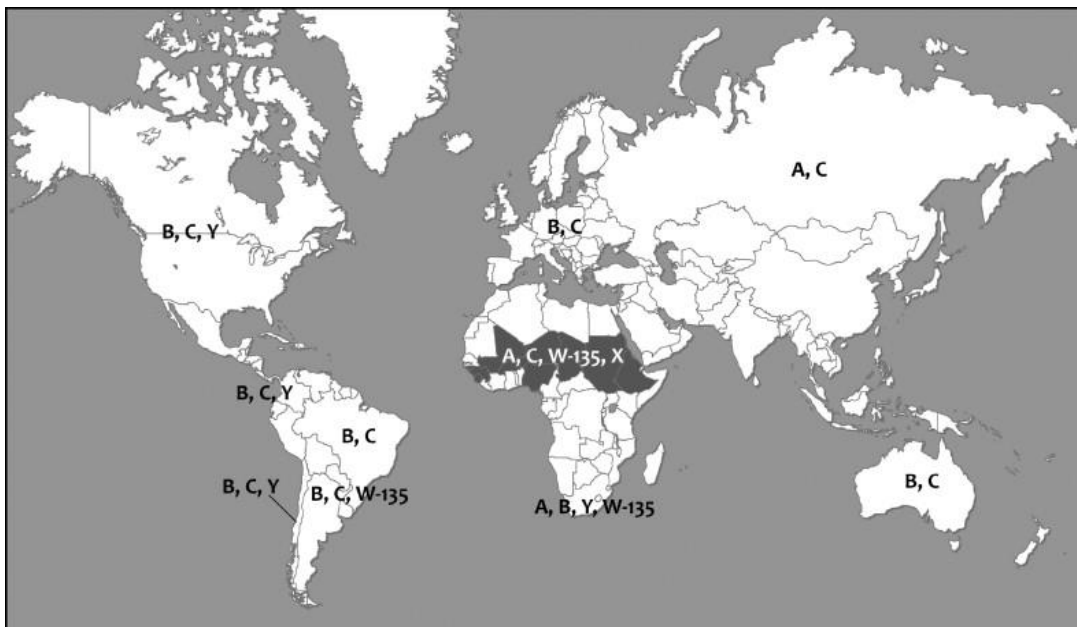 A, C
B, C, Y
B, C
A, C, W-135, X
B, C, Y
B, C
B, C, Y
B, C, W-135
A, B, Y, W-135
B, C